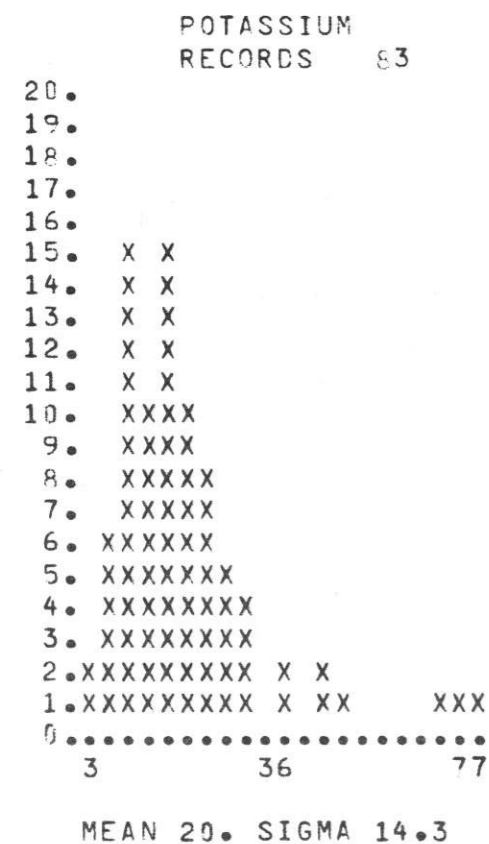 POTASSIUM
RECORDS 83
20.
19.
18.
17.
16.
15. X X
14. X X
13. X X
12. X X
11. X X
10. XXXX
9. XXXX
8. XXXXX
7. XXXXX
6. XXXXXX
5. XXXXXXX
4. XXXXXXXX
3. XXXXXXXX
2.XXXXXXXXX X X
1.XXXXXXXXX X XX XXX
0......................
3 36 77
MEAN 20. SIGMA 14.3